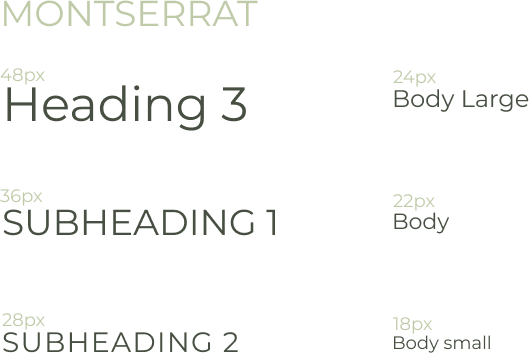 MONTSERRAT
48px
Heading 3
24px
Body Large
36px
SUBHEADING 1
22px
Body
28px
SUBHEADING 2
18px
Body small